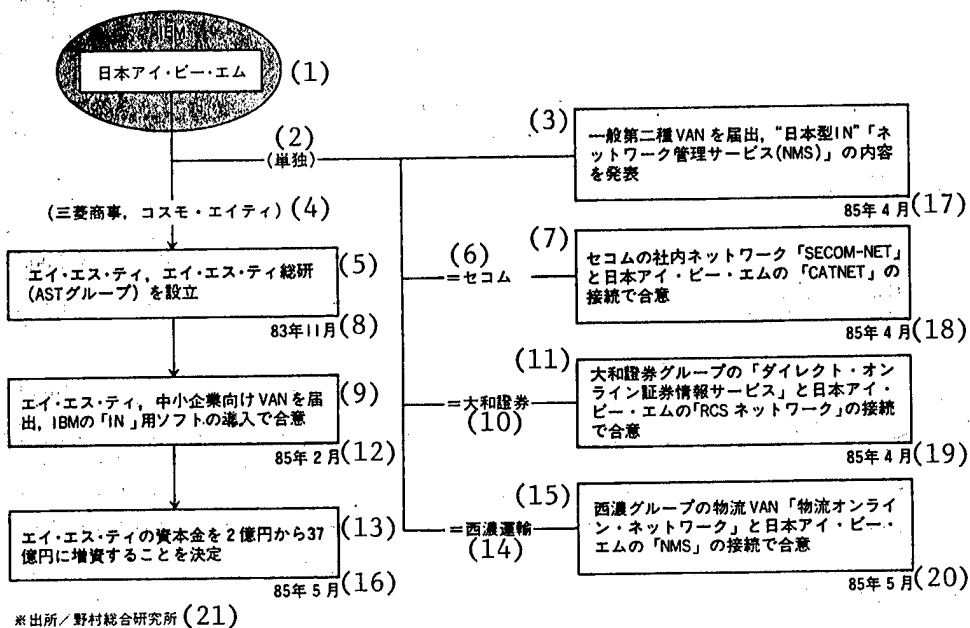 IBM
日本アイ・ビー・エム (1)
(2)
(単独)
(3)
一般第二種VANを届出，“日本型IN”「ネ
ットワーク管理サービス(NMS)」の内容
を発表
85年4月(17)
(三菱商事，コスモ・エイティ)(4)
エイ・エス・ティ，エイ・エス・ティ総研
(ASTグループ)を設立
(5)
83年11月(8)
(6)
=セコム
(7)
セコムの社内ネットワーク「SECOM-NET」
と日本アイ・ビー・エムの「CATNET」の
接続で合意
85年4月(18)
エイ・エス・ティ，中小企業向けVANを届
出，IBMの「IN」用ソフトの導入で合意
(9)
85年2月(12)
=大和證券
(10)
(11)
大和證券グループの「ダイレクト・オン
ライン証券情報サービス」と日本アイ・
ビー・エムの「RCSネットワーク」の接続
で合意
85年4月(19)
エイ・エス・ティの資本金を2億円から37
億円に増資することを決定
(13)
85年5月(16)
=西濃運輸
(14)
(15)
西濃グループの物流VAN「物流オンライ
ン・ネットワーク」と日本アイ・ビー・
エムの「NMS」の接続で合意
85年5月(20)
※出所／野村総合研究所(21)